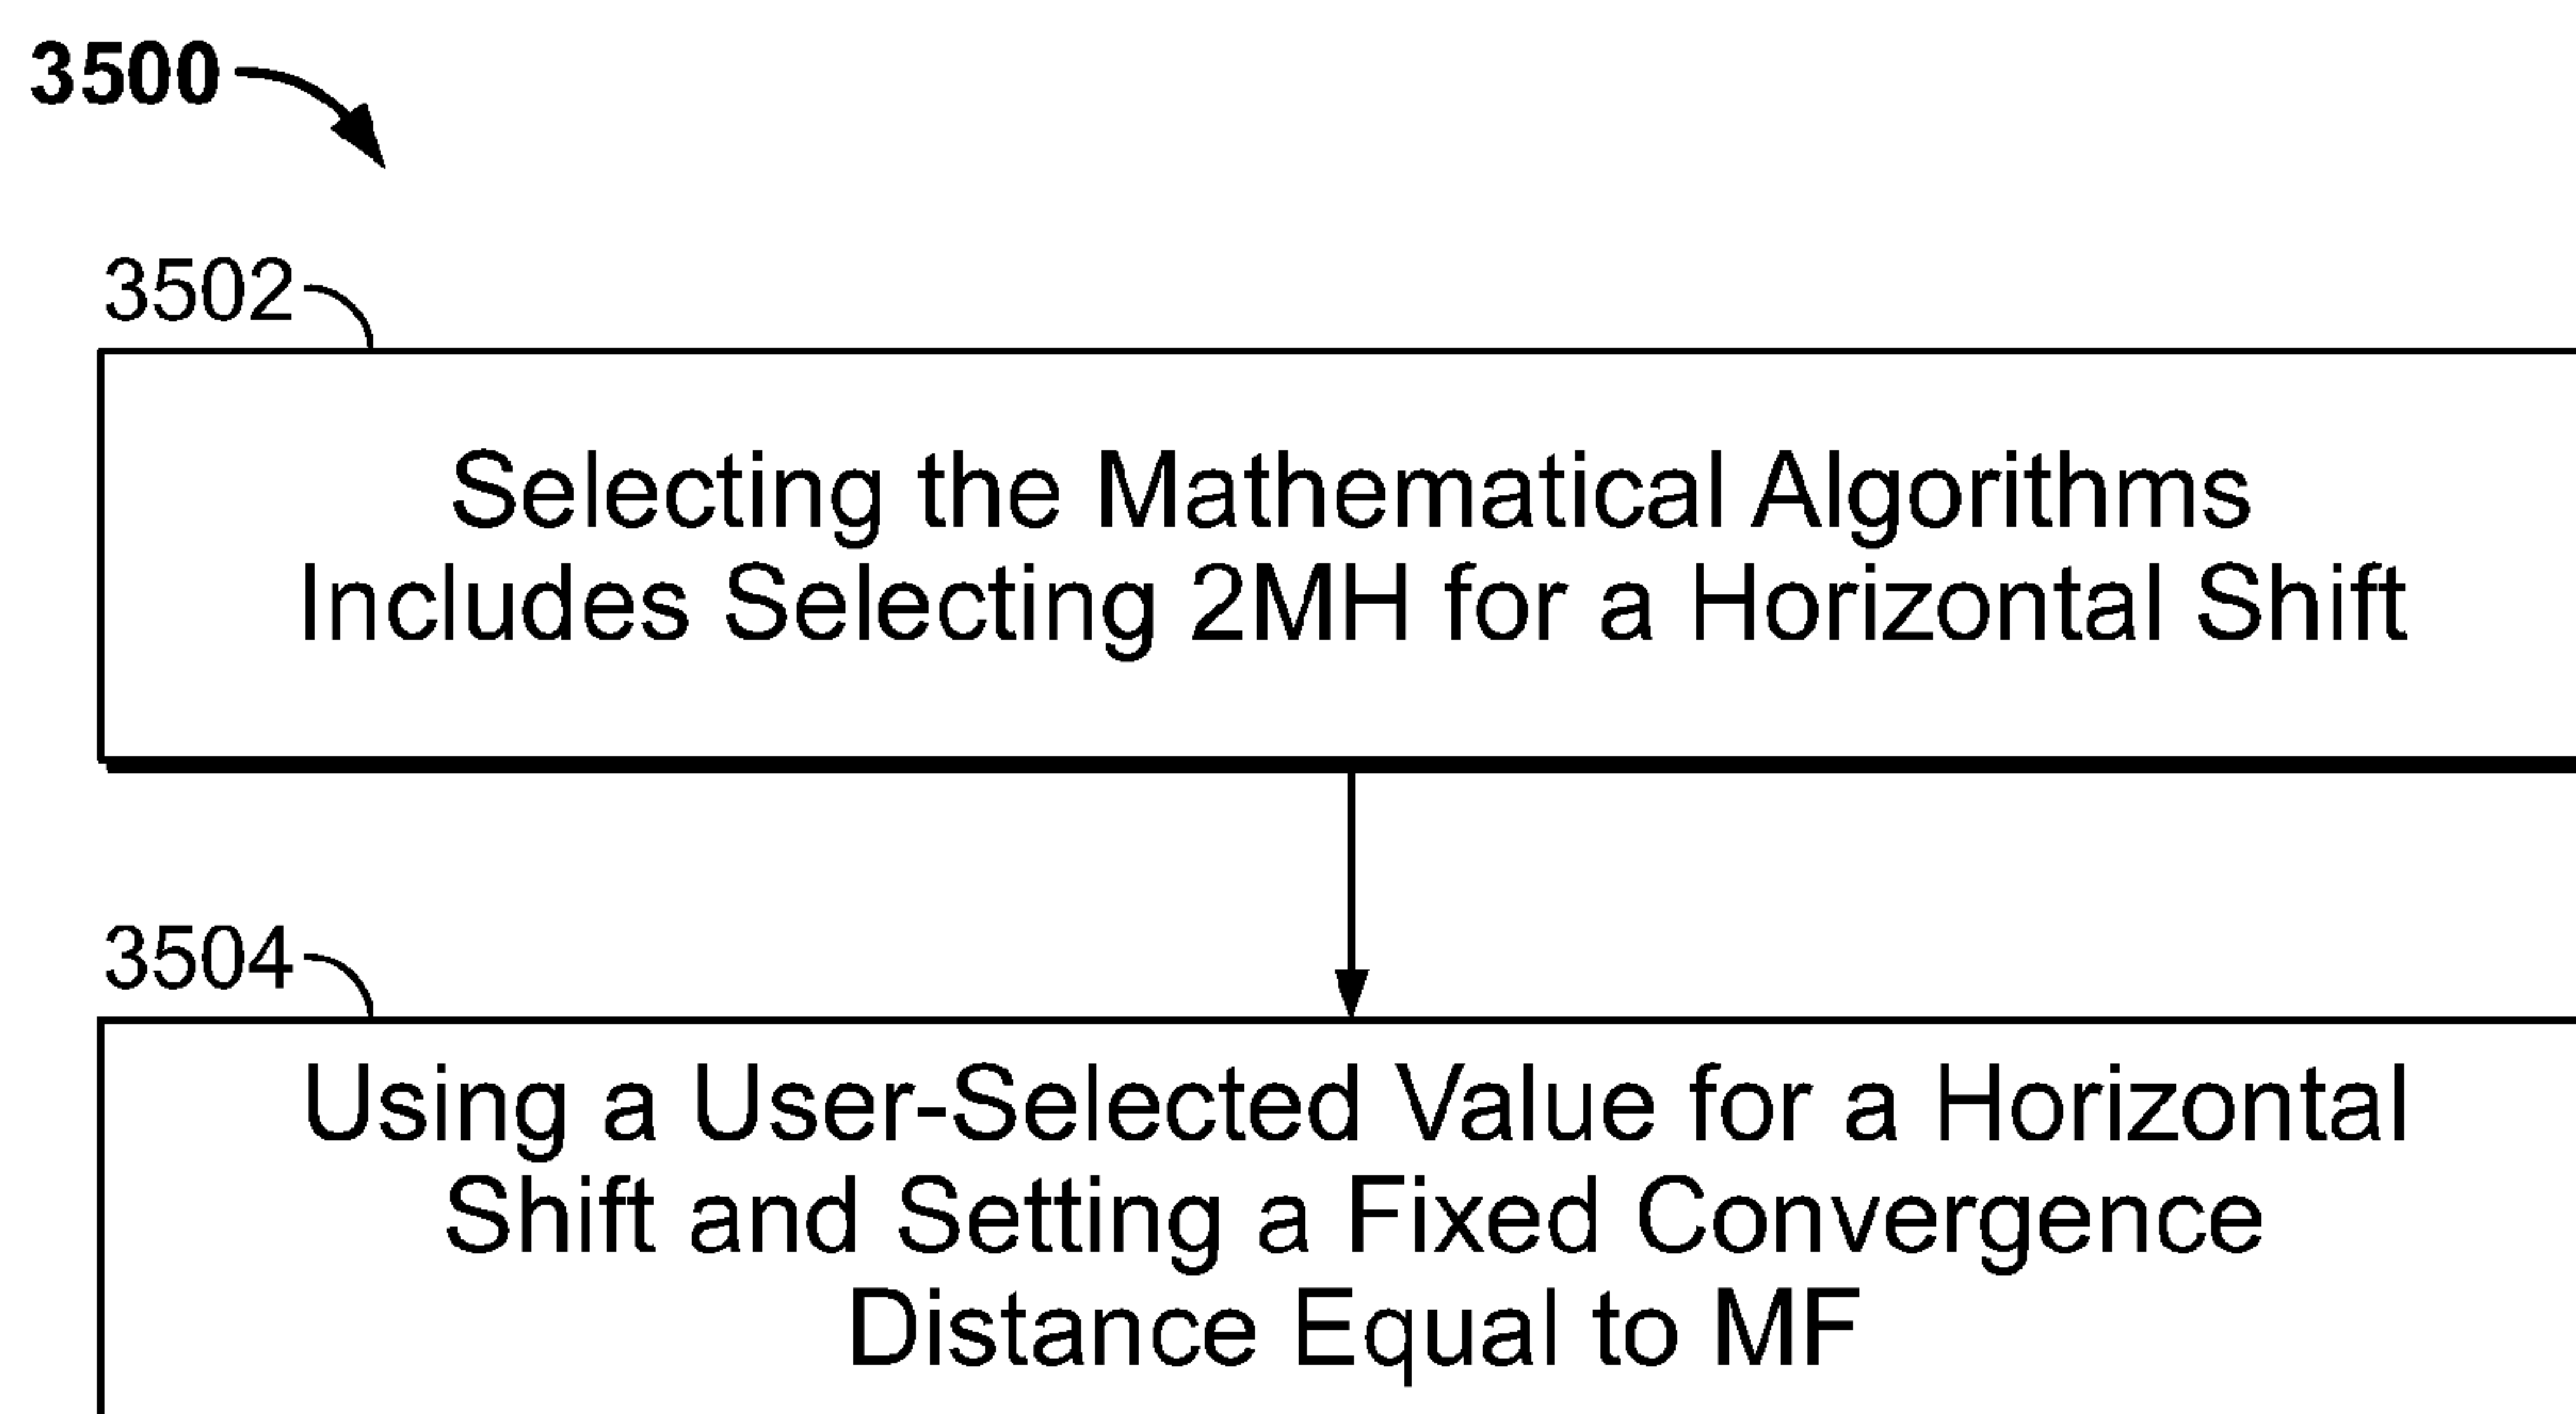 3500
3502
Selecting the Mathematical Algorithms
Includes Selecting 2MH for a Horizontal Shift
3504
Using a User-Selected Value for a Horizontal
Shift and Setting a Fixed Convergence
Distance Equal to MF